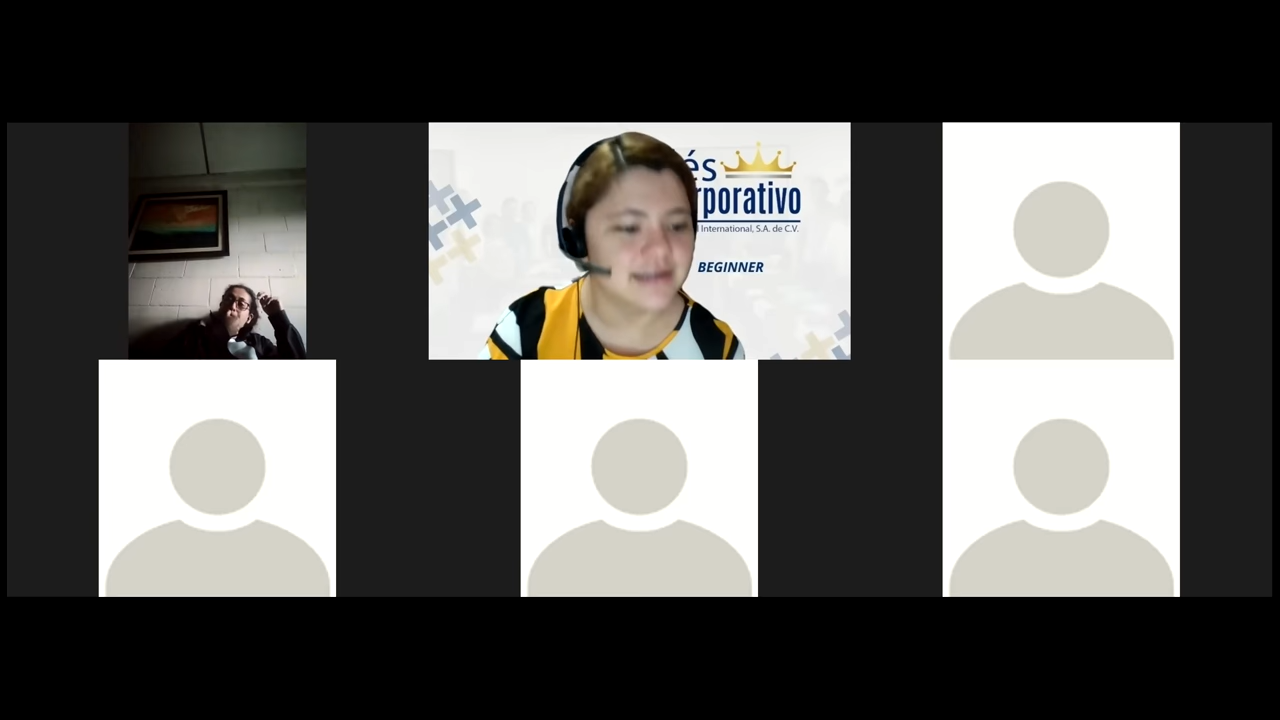 és
rporativo
l International, S.A. de C.V.
BEGINNER